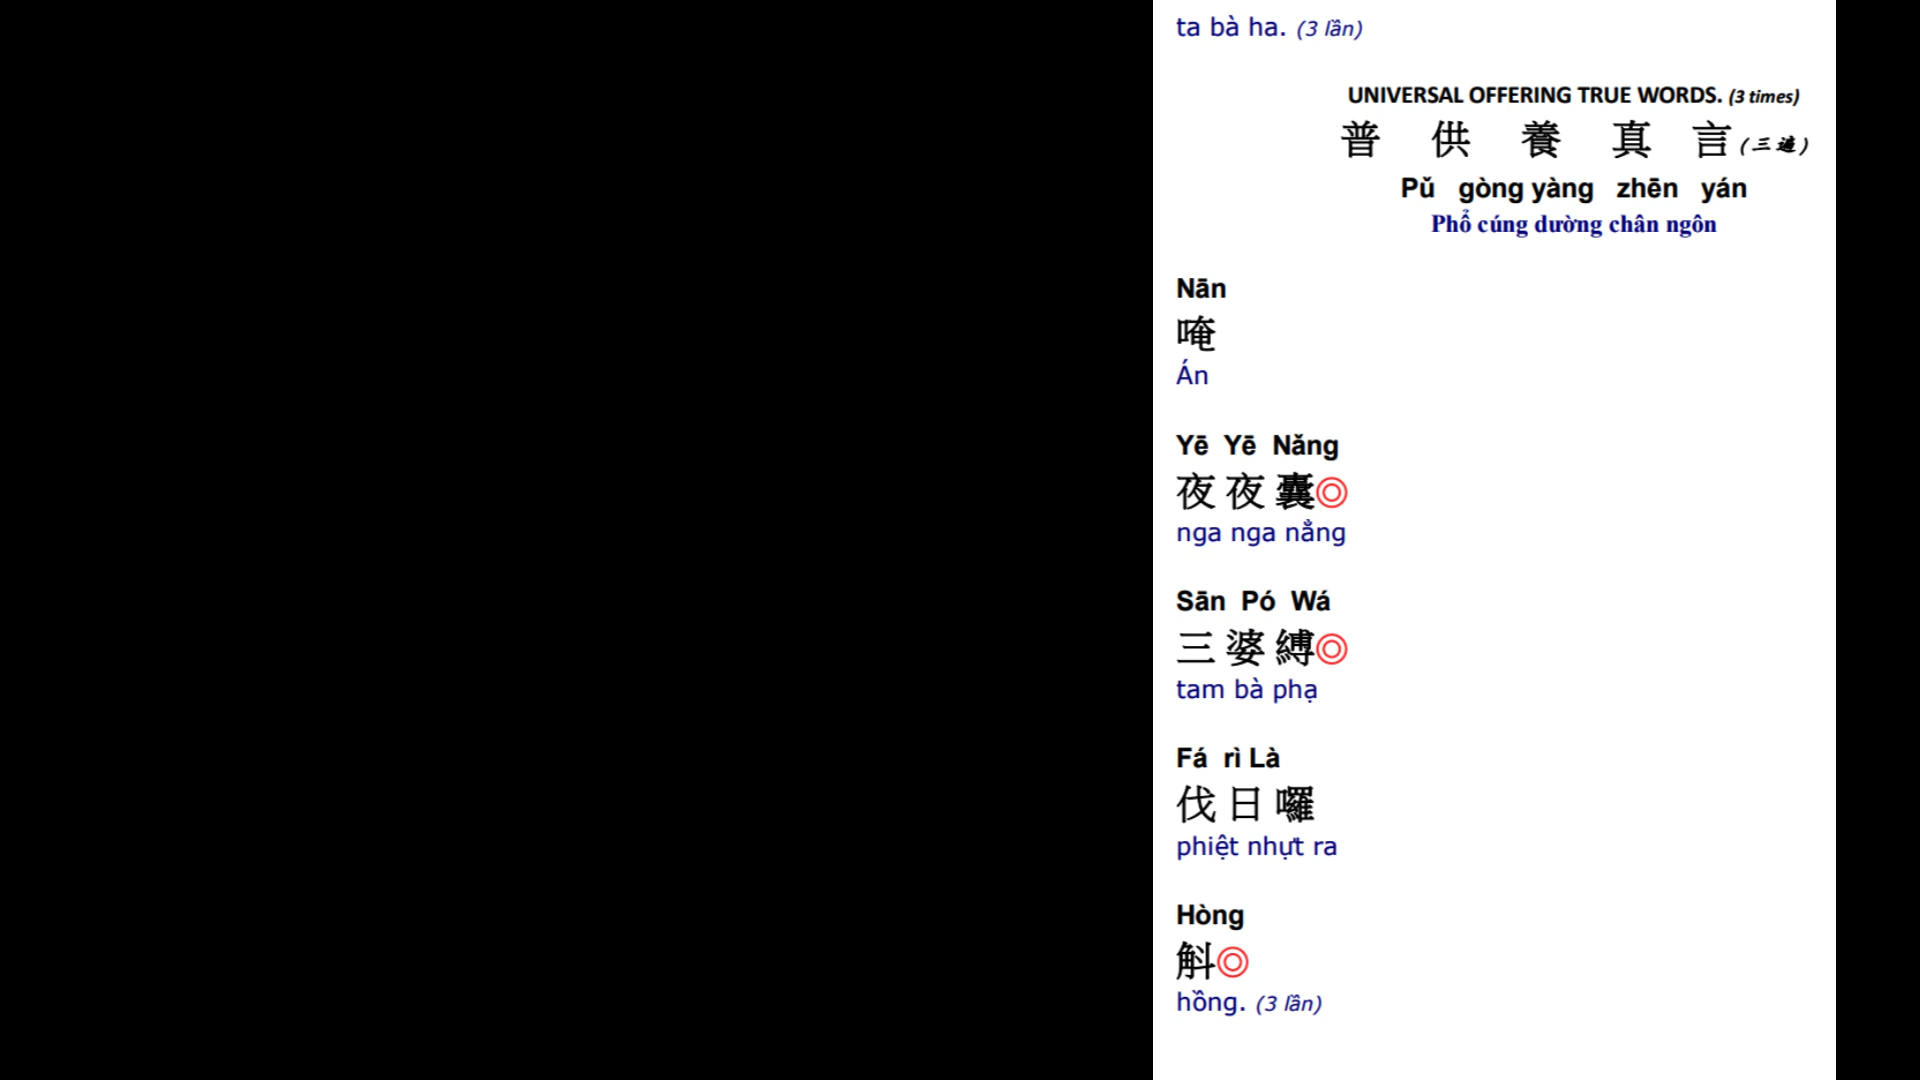 ta bà ha. (3 lần)
UNIVERSAL OFFERING TRUE WORDS. (3 times)
普 供 養 真 言 (三遍)
Pǔ gòng yàng zhēn yán
Phổ cúng dường chân ngôn
Nān
唵
Án
Yē Yē Nǎng
夜 夜 囊◎
nga nga nẳng
Sān Pó Wá
三 婆 縛◎
tam bà phạ
Fá rì Là
伐 日 囉
phiệt nhựt ra
Hòng
斛◎
hồng. (3 lần)